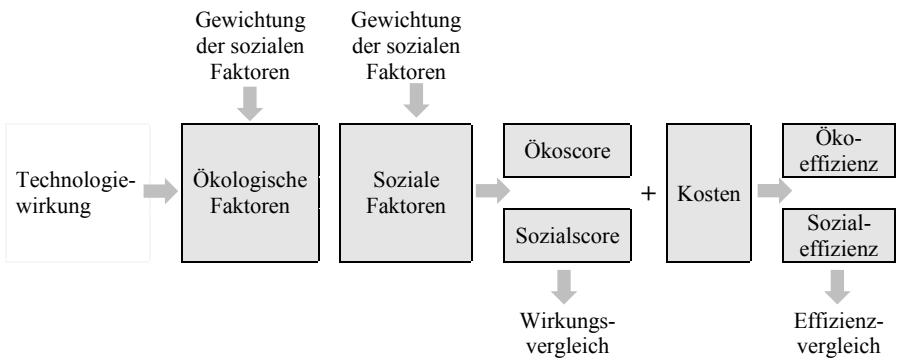 Gewichtung
der sozialen
Faktoren
Gewichtung
der sozialen
Faktoren
Technologie-
wirkung
Ökologische
Faktoren
Soziale
Faktoren
Ökoscore
Sozialscore
+
Kosten
Öko-
effizienz
Sozial-
effizienz
Wirkungs-
vergleich
Effizienz-
vergleich